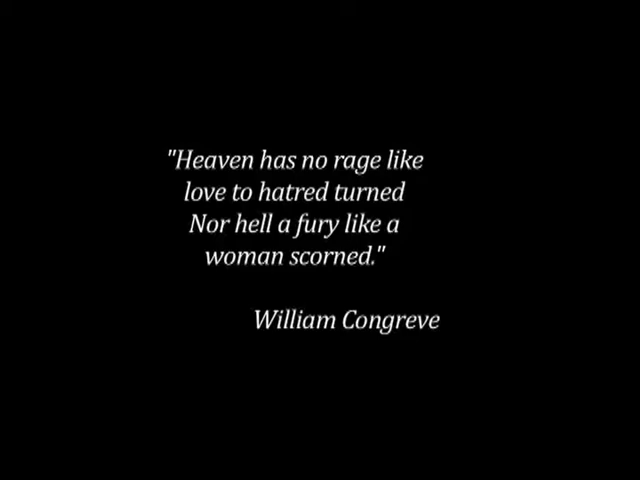 "Heaven has no rage like
love to hatred turned
Nor hell a fury like a
woman scorned."
William Congreve